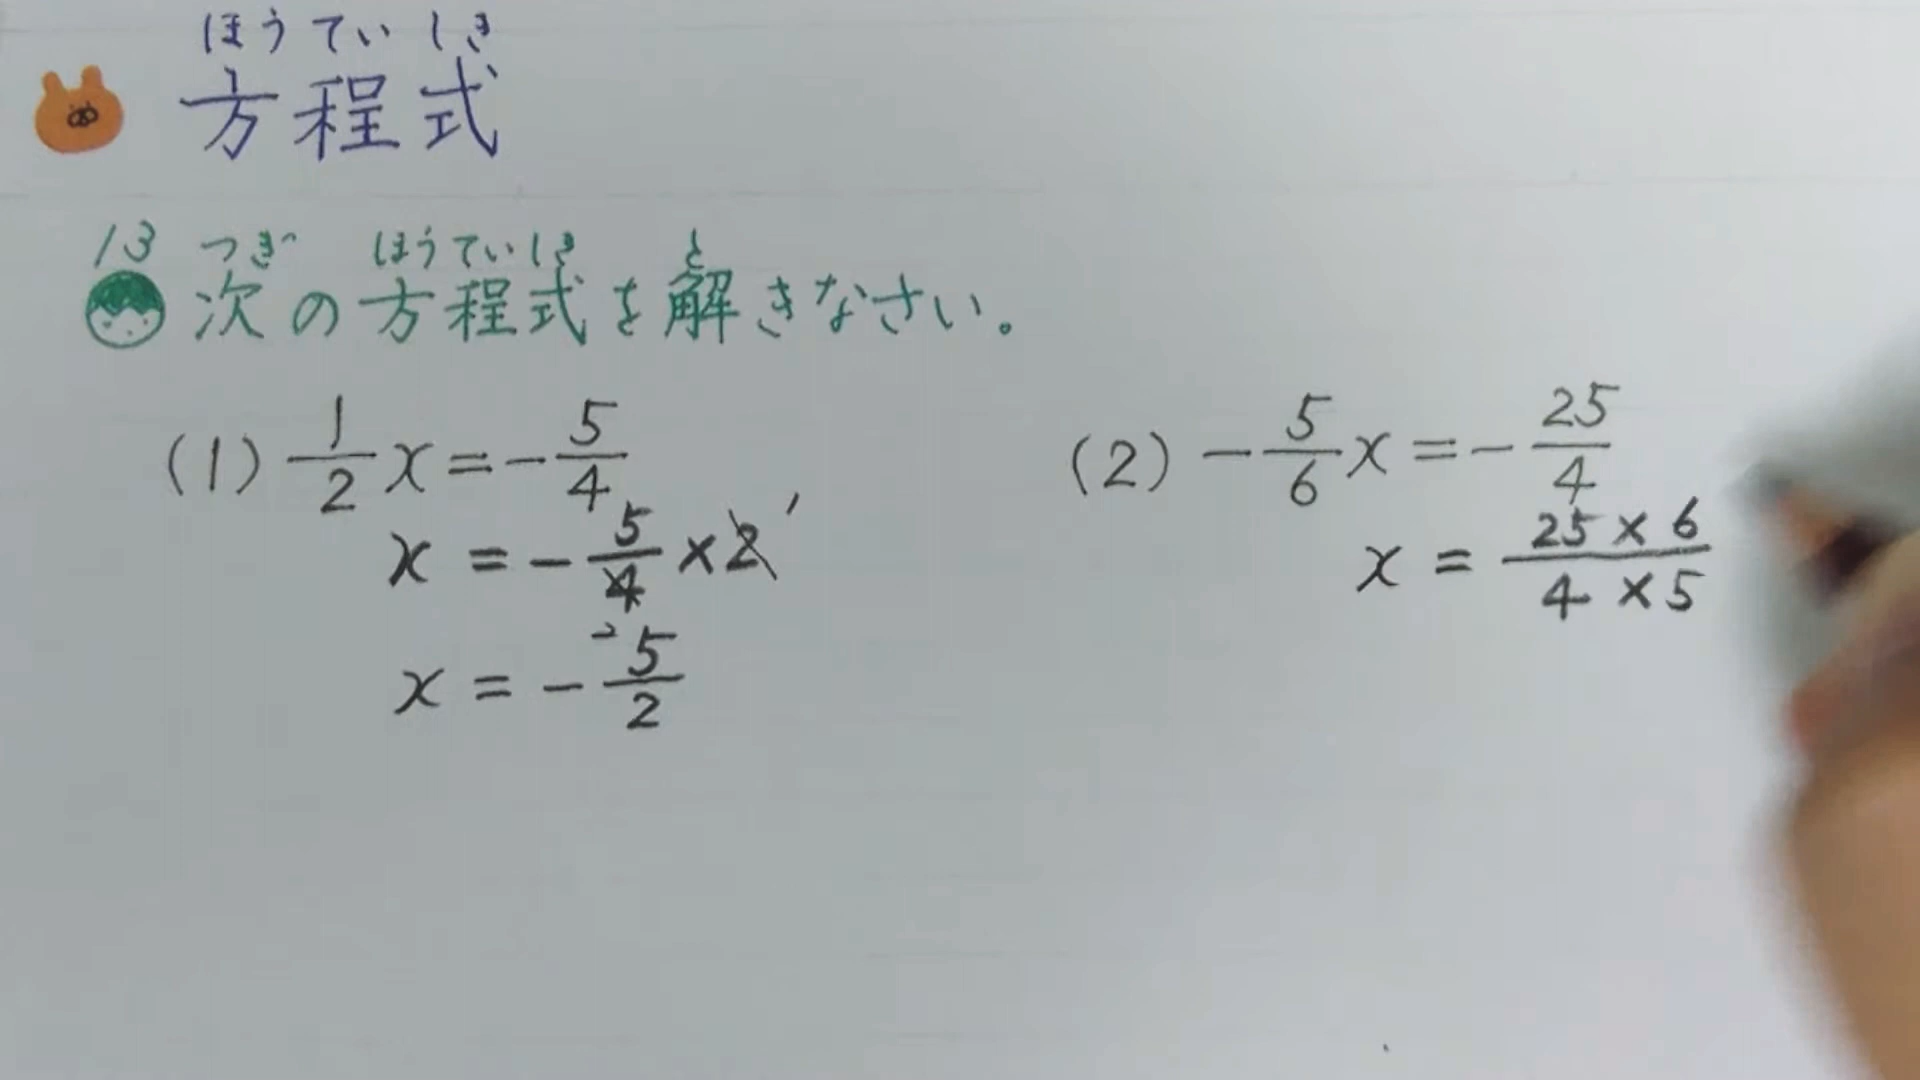 ほうていしき
方程式
13 つぎ ほうていしき と
次の方程式を解きなさい。
(1) 1/2 x = - 5/4
x = - 5/4 × 2 1
2
x = - 5/2
(2) - 5/6 x = - 25/4
x = 25 × 6 / 4 × 5